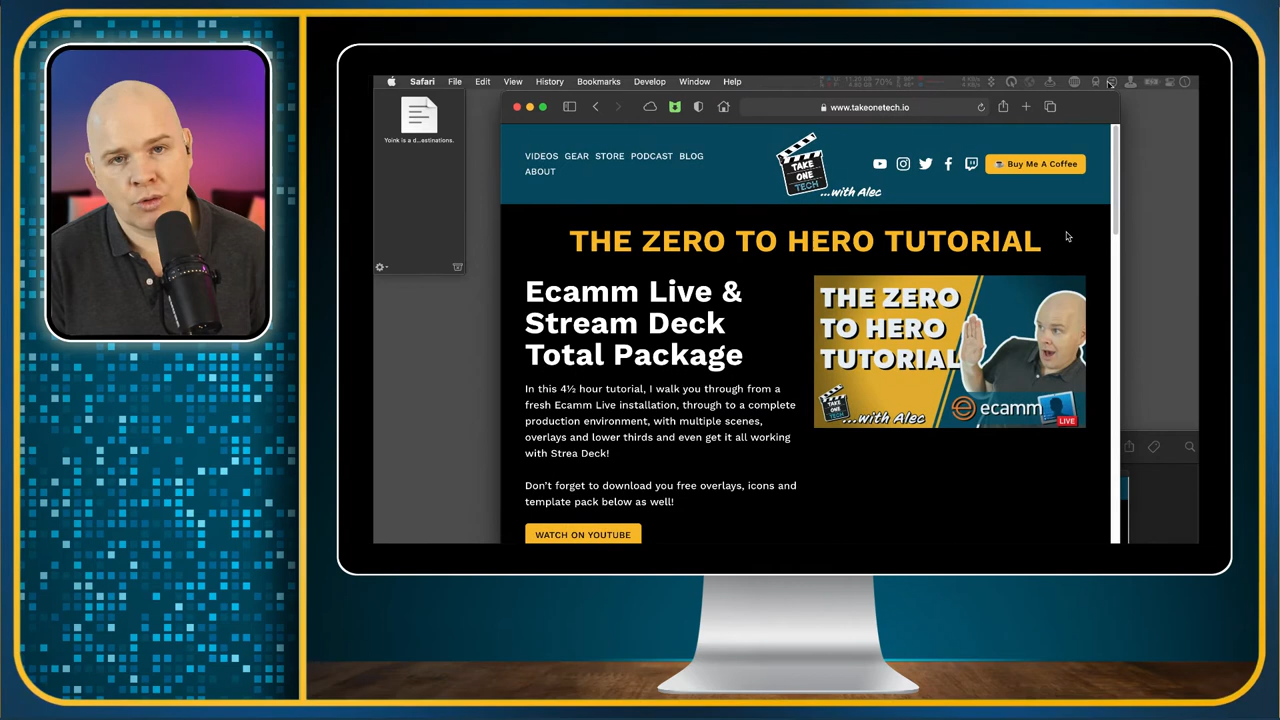 Safari File Edit View History Bookmarks Develop Window Help
70%
Yoink is a d...estinations.
www.takeonetech.io
VIDEOS GEAR STORE PODCAST BLOG
ABOUT
TAKE
ONE
TECH
...with Alec
Buy Me A Coffee
THE ZERO TO HERO TUTORIAL
Ecamm Live &
Stream Deck
Total Package
In this 4½ hour tutorial, I walk you through from a
fresh Ecamm Live installation, through to a complete
production environment, with multiple scenes,
overlays and lower thirds and even get it all working
with Strea Deck!
Don't forget to download you free overlays, icons and
template pack below as well!
WATCH ON YOUTUBE
THE ZERO
TO HERO
TUTORIAL
TAKE
ONE
TECH
...with Alec
ecamm
LIVE